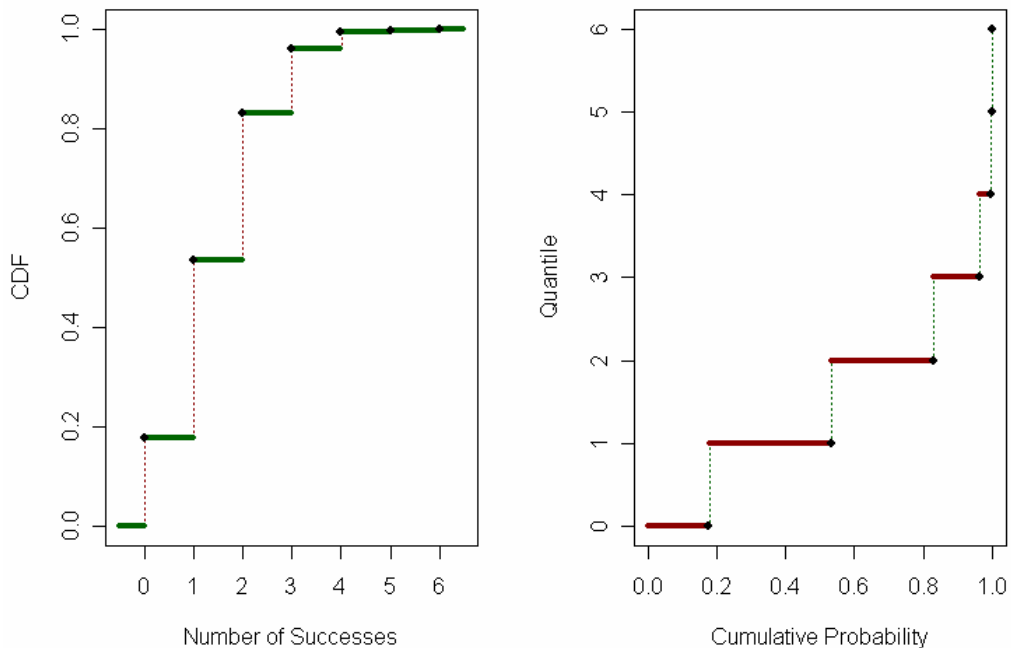 CDF
1.0
0.8
0.6
0.4
0.2
0.0
0 1 2 3 4 5 6
Number of Successes
Quantile
6
5
4
3
2
1
0
0.0 0.2 0.4 0.6 0.8 1.0
Cumulative Probability